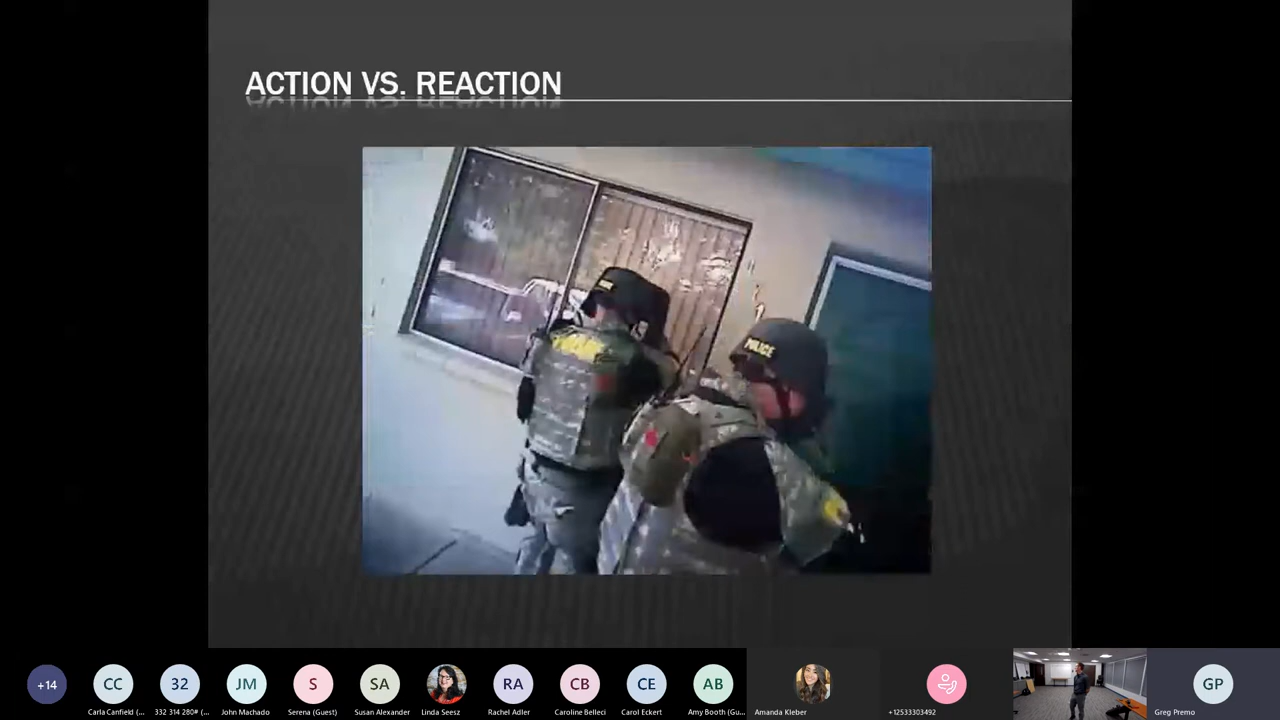 ACTION VS. REACTION
POLICE
POLICE
+14
CC
32
JM
S
SA
RA
CB
CE
AB
GP
Carla Canfield (...
332 314 280# (...
John Machado
Serena (Guest)
Susan Alexander
Linda Seesz
Rachel Adler
Caroline Belleci
Carol Eckert
Amy Booth (Gu...
Amanda Kleber
+12533303492
Greg Premo